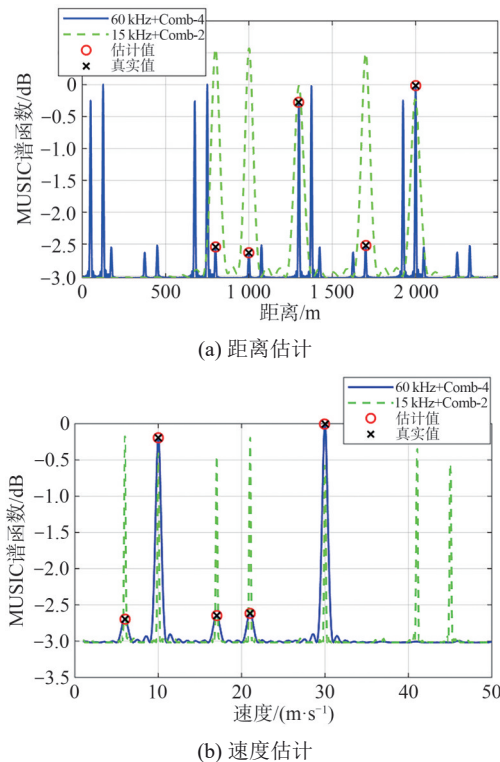 60 kHz+Comb-4
15 kHz+Comb-2
估计值
真实值
MUSIC谱函数/dB
0
−0.5
−1.0
−1.5
−2.0
−2.5
−3.0
0
500
1 000
1 500
2 000
距离/m
(a) 距离估计
60 kHz+Comb-4
15 kHz+Comb-2
估计值
真实值
MUSIC谱函数/dB
0
−0.5
−1.0
−1.5
−2.0
−2.5
−3.0
−3.5
10
20
30
40
50
速度/(m·s⁻¹)
(b) 速度估计